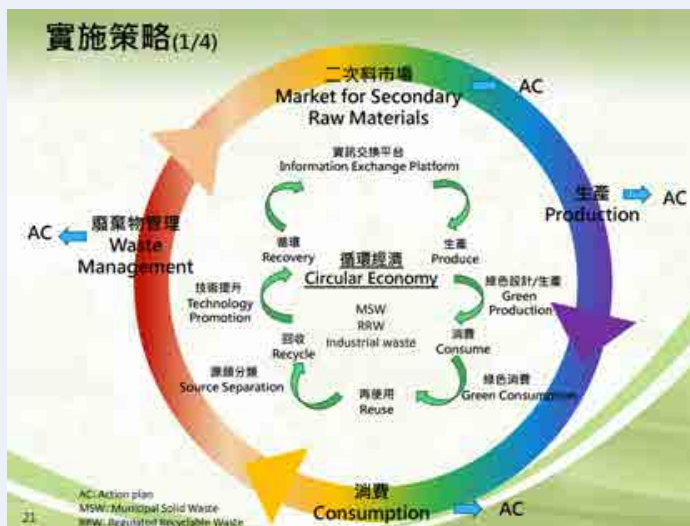 實施策略(1/4)
二次料市場
Market for Secondary
Raw Materials
AC
資訊交換平台
Information Exchange Platform
生產
Production
AC
AC
廢棄物管理
Waste
Management
循環
Recovery
循環經濟
Circular Economy
生產
Produce
綠色設計/生產
Green
Production
技術提升
Technology
Promotion
MSW
RRW
Industrial waste
回收
Recycle
消費
Consume
源頭分類
Source Separation
再使用
Reuse
綠色消費
Green Consumption
消費
Consumption
AC
AC: Action plan
MSW: Municipal Solid Waste
RRW: Regulated Recyclable Waste
21